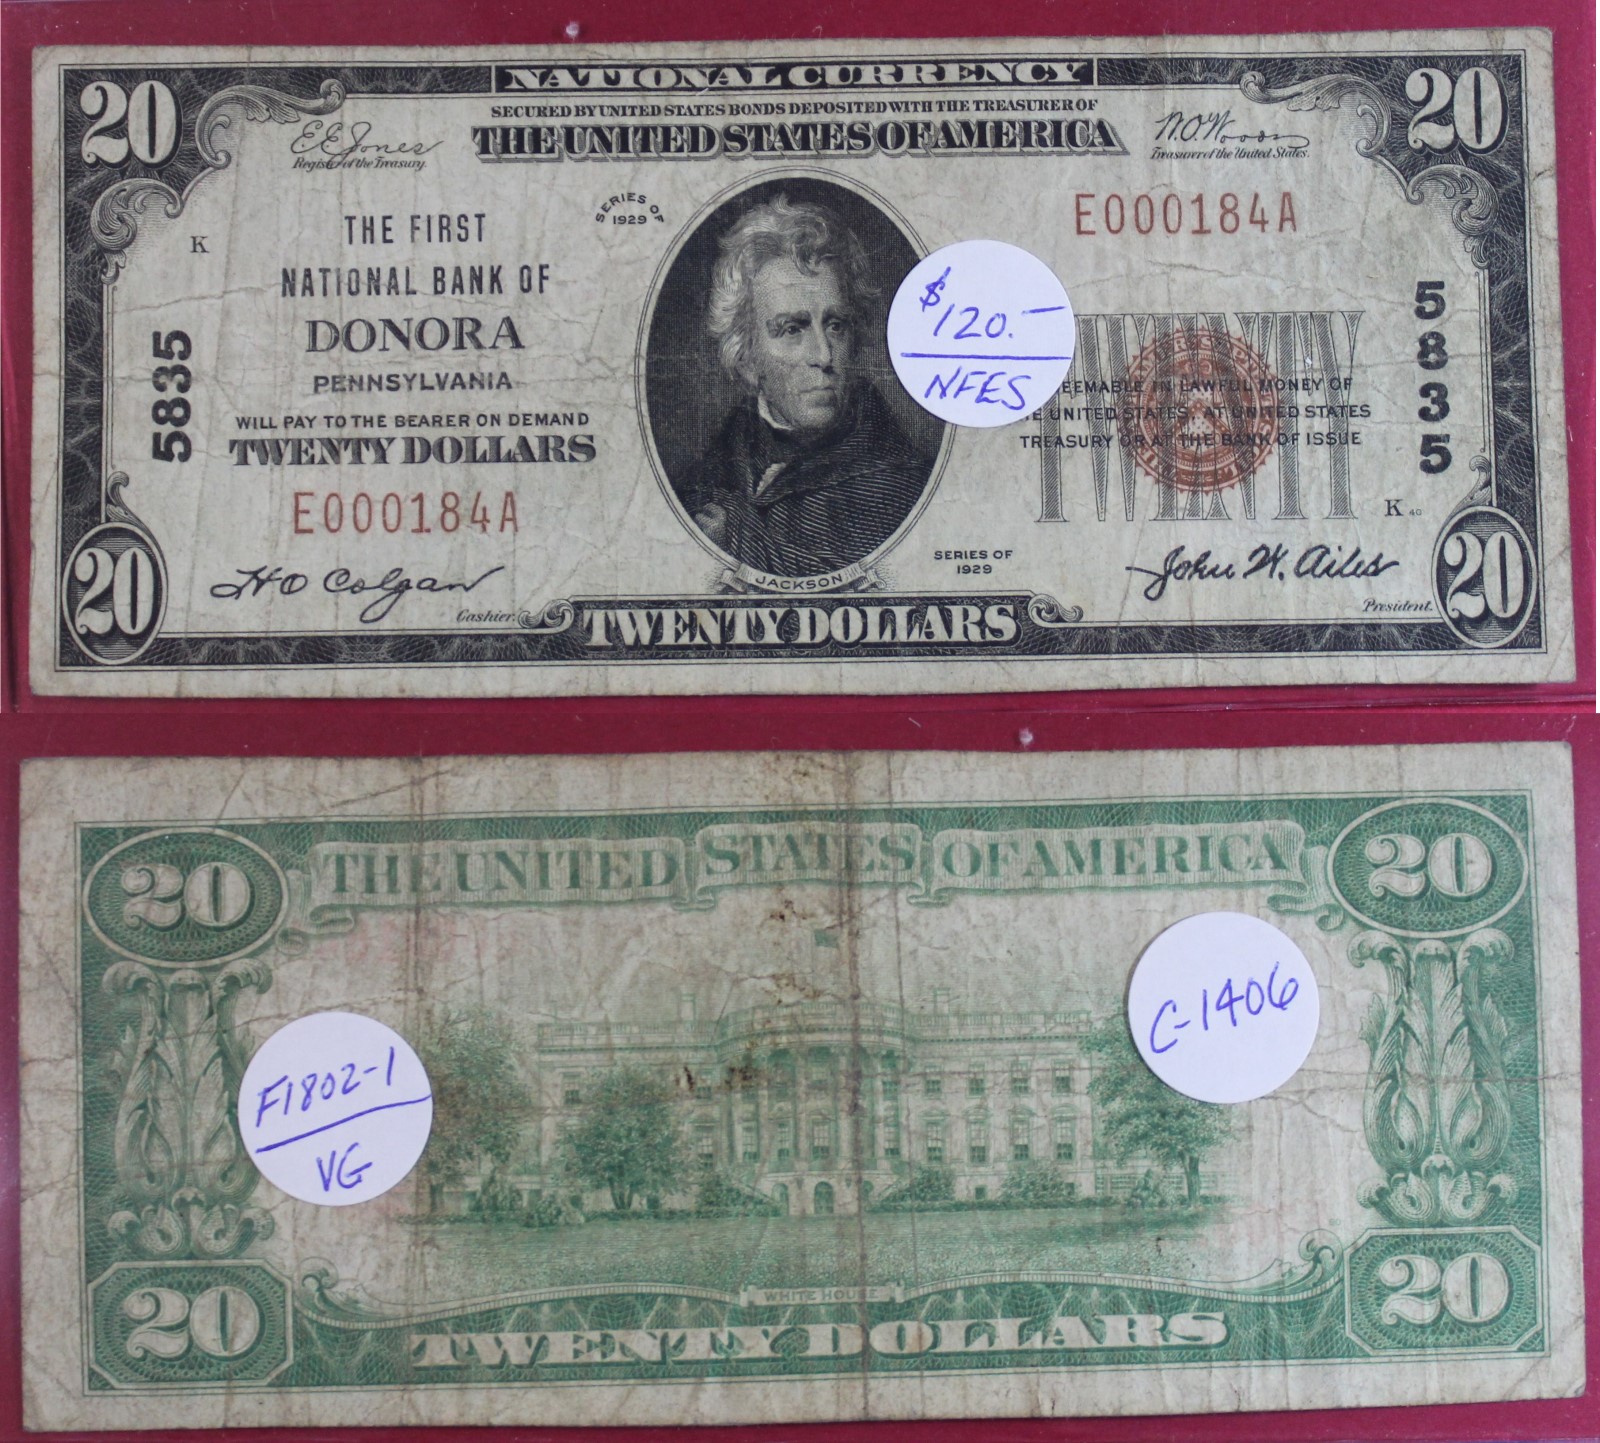 NATIONAL CURRENCY
SECURED BY UNITED STATES BONDS DEPOSITED WITH THE TREASURER OF
THE UNITED STATES OF AMERICA
20
20
E E Jones
Register of the Treasury.
W.O. Woods
Treasurer of the United States.
SERIES OF
1929
E000184A
K
THE FIRST
NATIONAL BANK OF
DONORA
PENNSYLVANIA
WILL PAY TO THE BEARER ON DEMAND
TWENTY DOLLARS
5835
E000184A
$120.-
NFES
TWENTY
EEMABLE IN LAWFUL MONEY OF
E UNITED STATES, AT UNITED STATES
TREASURY OR AT THE BANK OF ISSUE
5835
K 40
SERIES OF
1929
H O Colgan
Cashier.
JACKSON
John W. Ailes
President.
20
TWENTY DOLLARS
20
20
THE UNITED STATES OF AMERICA
20
C-1406
F1802-1
VG
WHITE HOUSE
20
TWENTY DOLLARS
20